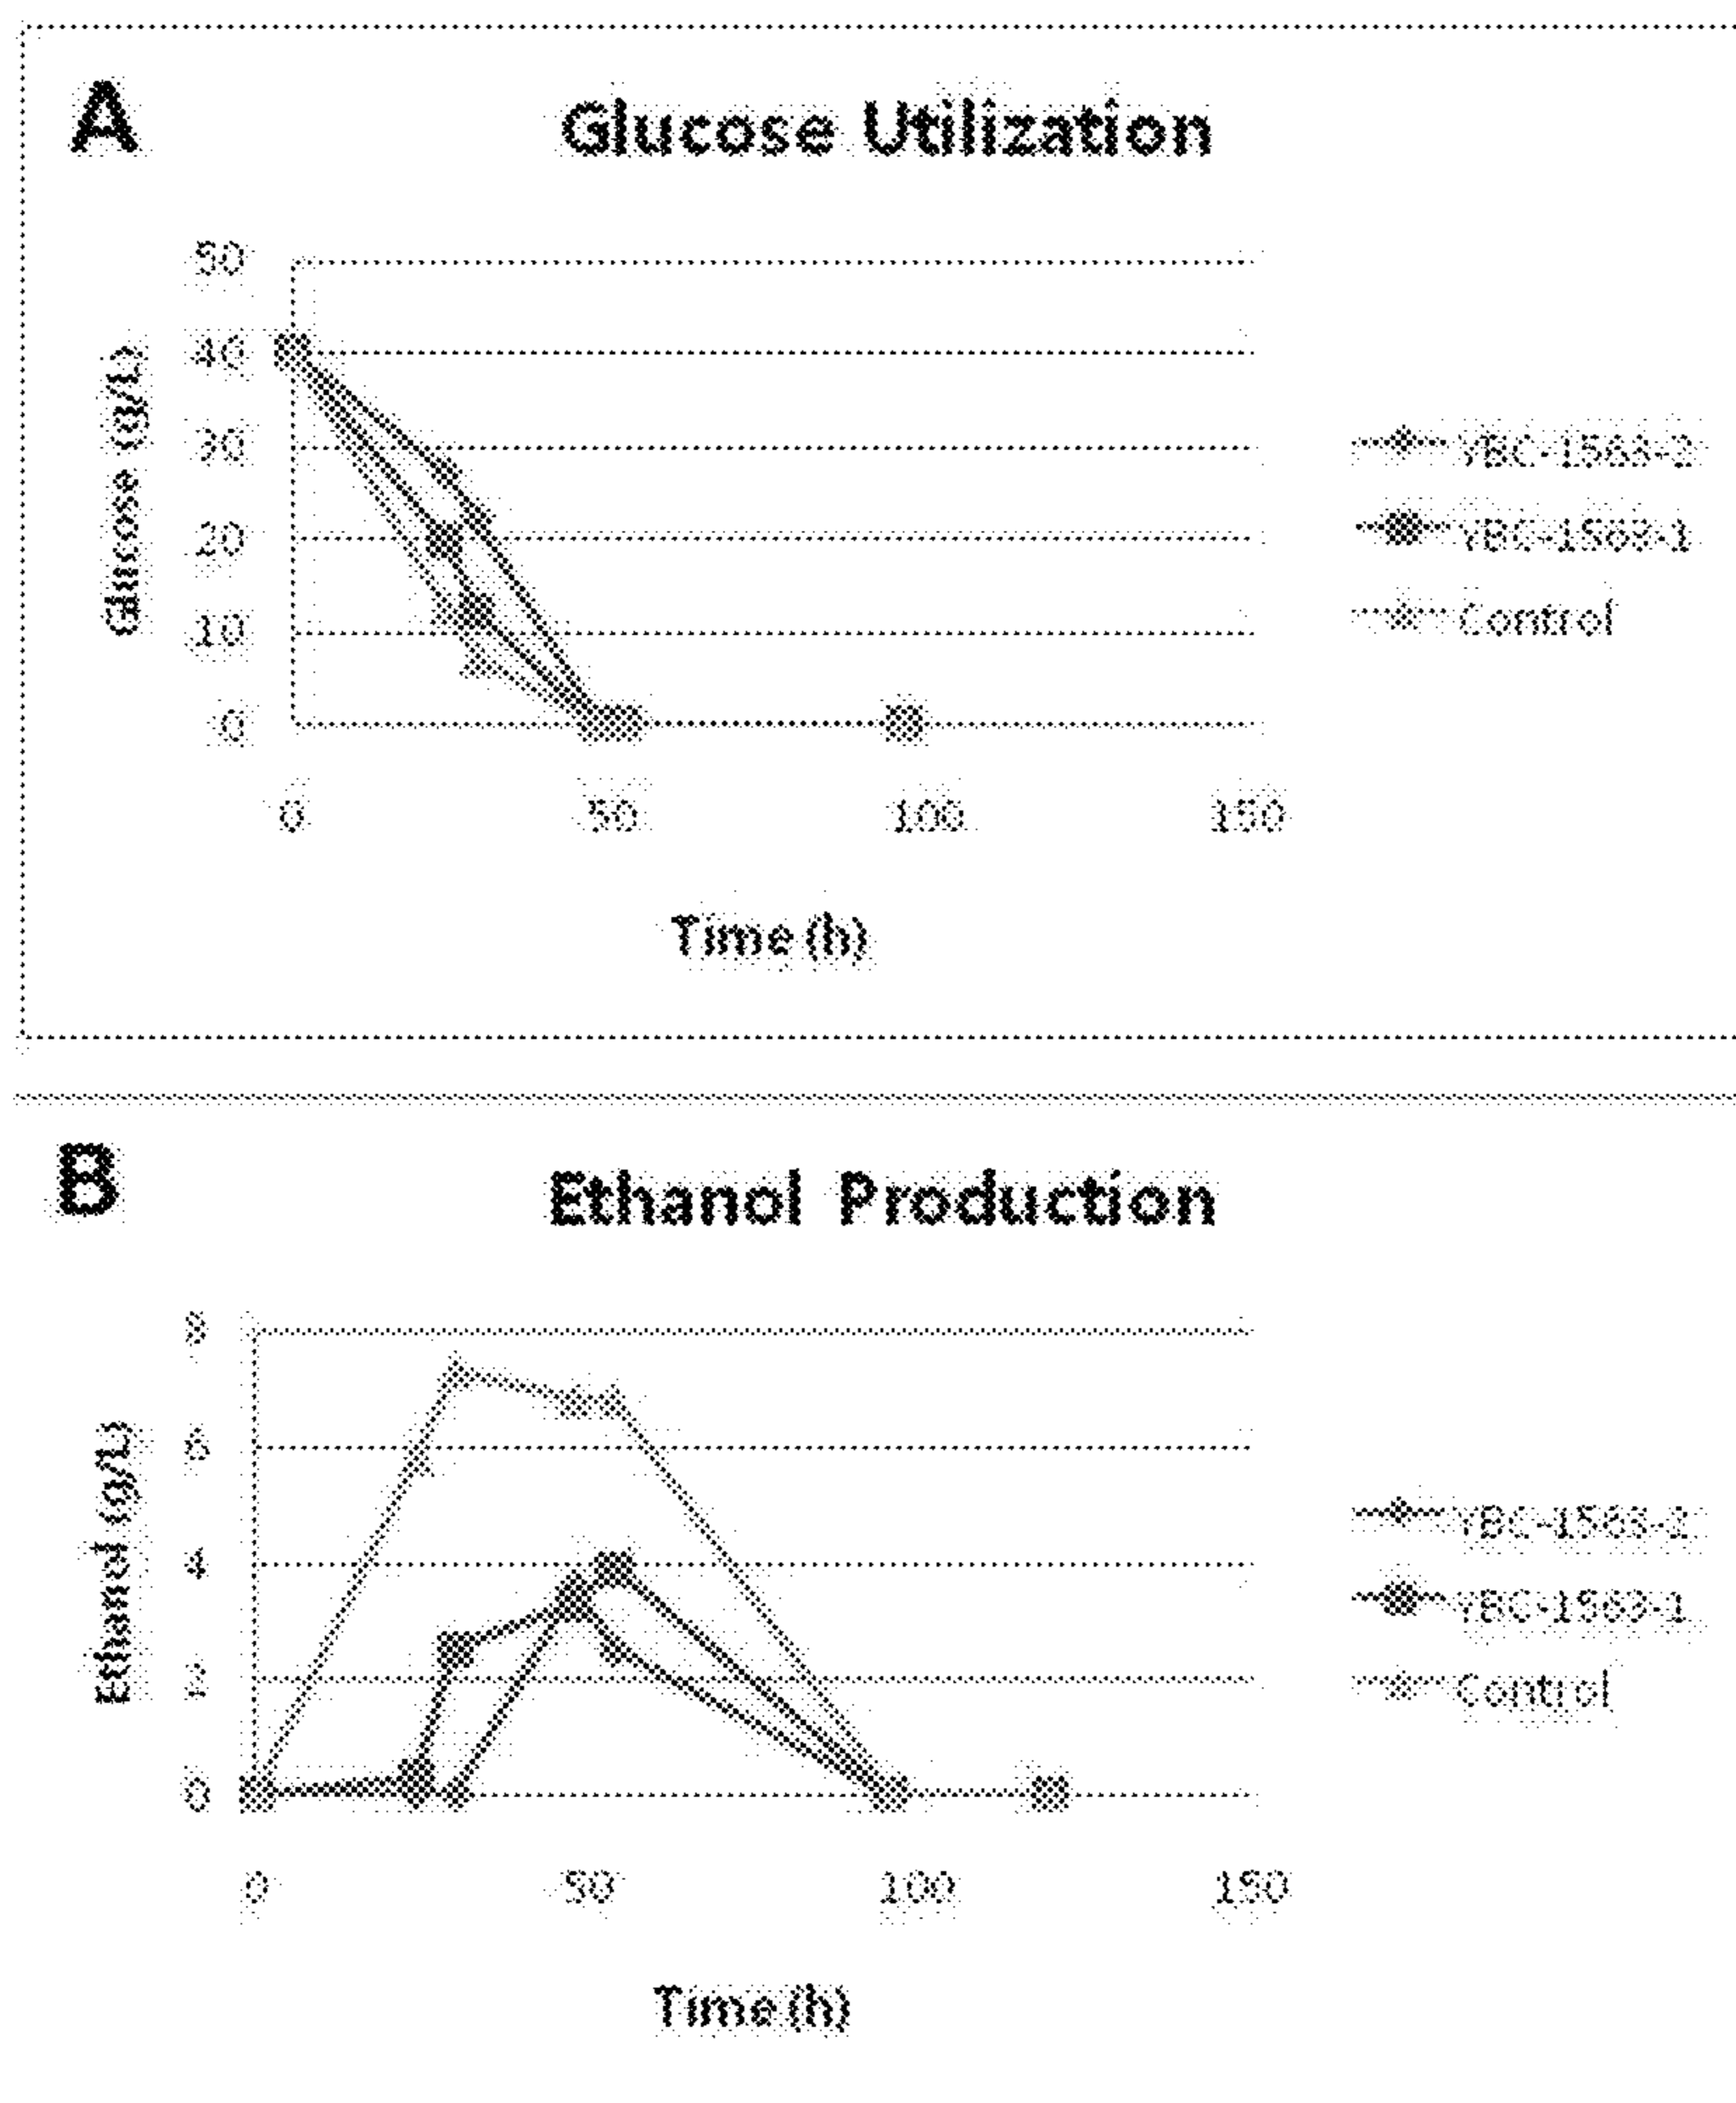 A
Glucose Utilization
Glucose (g/L)
50
40
30
20
10
0
0 50 100 150
Time (h)
Control
B
Ethanol Production
Ethanol (g/L)
8
6
4
2
0
0 50 100 150
Time (h)
Control